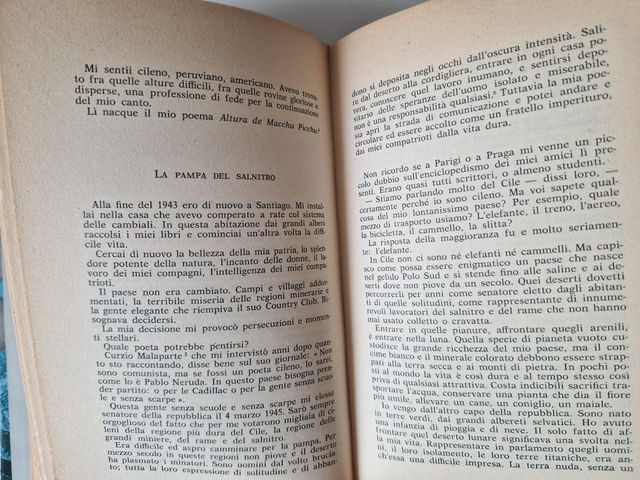 Mi sentii cileno, peruviano, americano. Avevo trova-
to fra quelle alture difficili, fra quelle rovine gloriose e
disperse, una professione di fede per la continuazione
del mio canto.
Lì nacque il mio poema Altura de Macchu Picchu.⁴
LA PAMPA DEL SALNITRO
Alla fine del 1943 ero di nuovo a Santiago. Mi instal-
lai nella casa che avevo comperato a rate col sistema
delle cambiali. In questa abitazione dai grandi alberi
raccolsi i miei libri e cominciai un'altra volta la diffi-
cile vita.
Cercai di nuovo la bellezza della mia patria, lo splen-
dore potente della natura, l'incanto delle donne, il la-
voro dei miei compagni, l'intelligenza dei miei compa-
trioti.
Il paese non era cambiato. Campi e villaggi addor-
mentati, la terribile miseria delle regioni minerarie e
la gente elegante che riempiva il suo Country Club. Bi-
sognava decidersi.
La mia decisione mi provocò persecuzioni e momen-
ti stellari.
Quale poeta potrebbe pentirsi?
Curzio Malaparte⁵ che mi intervistò anni dopo quanto
sto raccontando, disse bene sul suo giornale: « Non
sono comunista, ma se fossi un poeta cileno, lo sarei,
come lo è Pablo Neruda. In questo paese bisogna pren-
der partito: o per le Cadillac o per la gente senza scuole
e senza scarpe ».
Questa gente senza scuole e senza scarpe mi elesse
senatore della repubblica il 4 marzo 1945. Sarò sempre
orgoglioso del fatto che per me votarono migliaia di ci-
leni della regione più dura del Cile, la regione delle
grandi miniere, del rame e del salnitro.
Era difficile ed aspro camminare per la pampa. Per
mezzo secolo in queste regioni non piove e il deserto
ha plasmato i minatori. Sono uomini dal volto brucia-
to; tutta la loro espressione di solitudine e di abban-
dono si deposita negli occhi dall'oscura intensità. Sali-
re dal deserto alla cordigliera, entrare in ogni casa po-
vera, conoscere quel lavoro inumano, e sentirsi depo-
sitario delle speranze dell'uomo isolato e miserabile,
non è una responsabilità qualsiasi.⁶ Tuttavia la mia poe-
sia aprì la strada di comunicazione e potei andare e
circolare ed essere accolto come un fratello imperituro,
dai miei compatrioti dalla vita dura.
Non ricordo se a Parigi o a Praga mi venne un pic-
colo dubbio sull'enciclopedismo dei miei amici lì pre-
senti. Erano quasi tutti scrittori, o almeno studenti.
— Stiamo parlando molto del Cile — dissi loro, —
certamente perché io sono cileno. Ma voi sapete qual-
cosa del mio lontanissimo paese? Per esempio, quale
mezzo di trasporto usiamo? L'elefante, il treno, l'aereo,
la bicicletta, il cammello, la slitta?
La risposta della maggioranza fu e molto seriamen-
te: l'elefante.
In Cile non ci sono né elefanti né cammelli. Ma capi-
sco come possa essere enigmatico un paese che nasce
nel gelido Polo Sud e si stende fino alle saline e ai de-
serti dove non piove da un secolo. Quei deserti dovetti
percorrerli per anni come senatore eletto dagli abitan-
ti di quelle solitudini, come rappresentante di innume-
revoli lavoratori del salnitro e del rame che non hanno
mai usato colletto o cravatta.
Entrare in quelle pianure, affrontare quegli arenili,
è entrare nella luna. Quella specie di pianeta vuoto cu-
stodisce la grande ricchezza del mio paese, ma il con-
cime bianco e il minerale colorato debbono essere strap-
pati alla terra secca e ai monti di pietra. In pochi po-
sti al mondo la vita è così dura e al tempo stesso così
priva di qualsiasi attrattiva. Costa indicibili sacrifici tra-
sportare l'acqua, conservare una pianta che dia il fiore
più umile, allevare un cane, un coniglio, un maiale.
Io vengo dall'altro capo della repubblica. Sono nato
in terre verdi, dai grandi albereti selvatici. Ho avuto
un'infanzia di pioggia e di neve. Il solo fatto di af-
frontare quel deserto lunare significava una svolta nel-
la mia vita. Rappresentare in parlamento quegli uomi-
ni, il loro isolamento, le loro terre titaniche, era an-
ch'essa una difficile impresa. La terra nuda, senza un